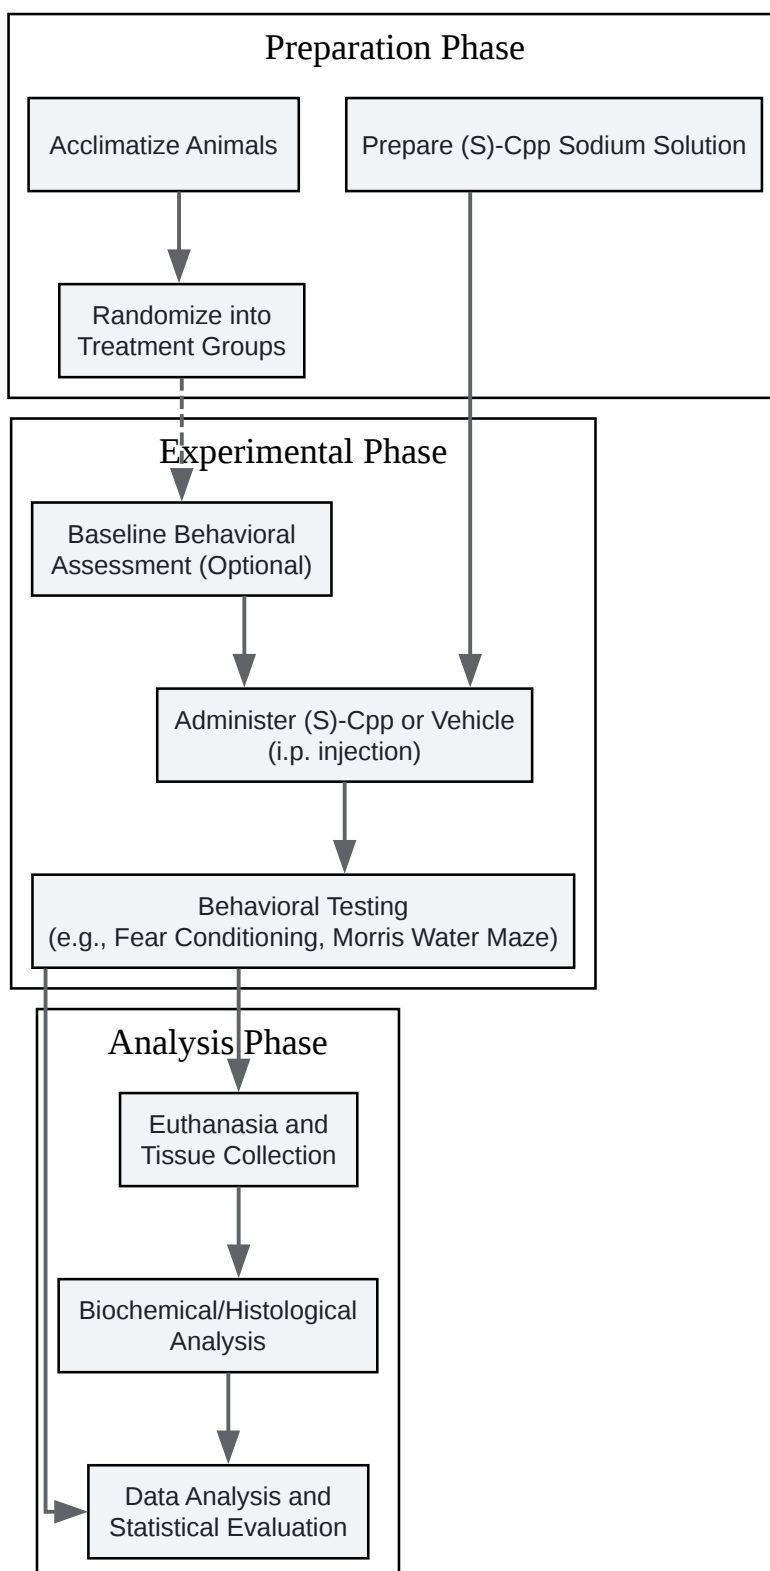 Preparation Phase
Acclimatize Animals
Prepare (S)-Cpp Sodium Solution
Randomize into
Treatment Groups
Experimental Phase
Baseline Behavioral
Assessment (Optional)
Administer (S)-Cpp or Vehicle
(i.p. injection)
Behavioral Testing
(e.g., Fear Conditioning, Morris Water Maze)
Analysis Phase
Euthanasia and
Tissue Collection
Biochemical/Histological
Analysis
Data Analysis and
Statistical Evaluation